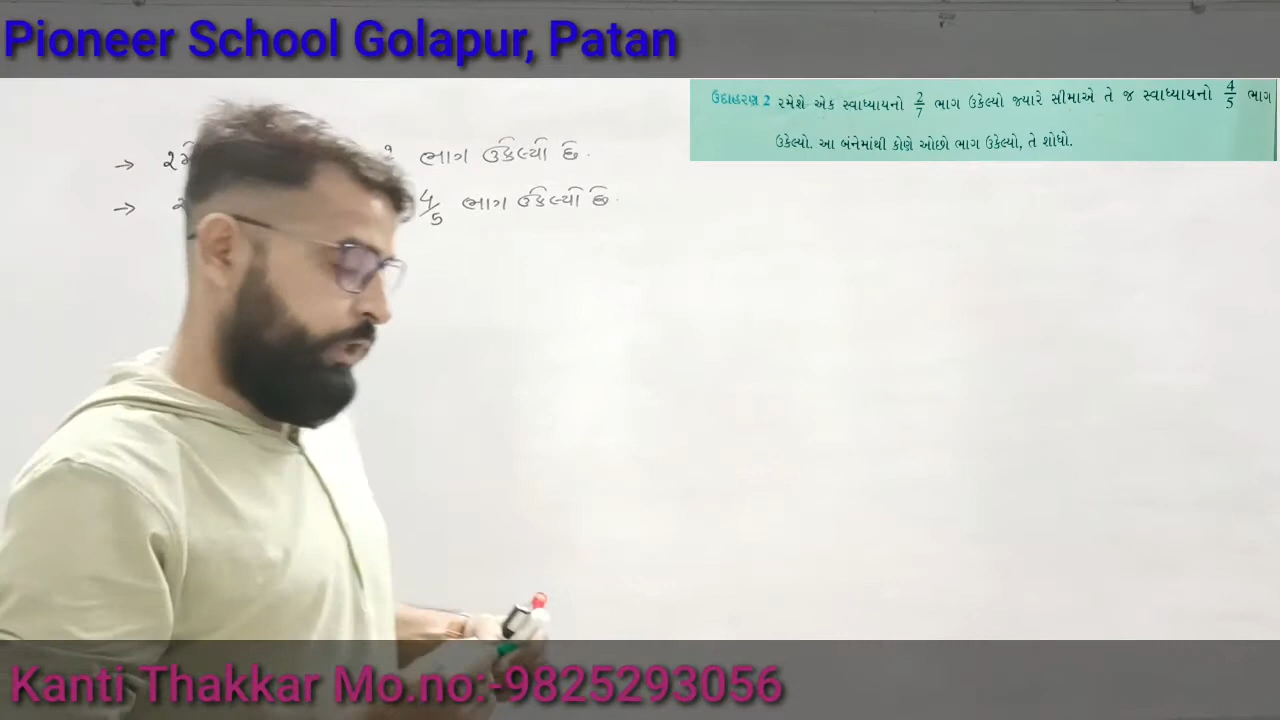 Pioneer School Golapur, Patan
ઉદાહરણ 2 રમેશે એક સ્વાધ્યાયનો 2/7 ભાગ ઉકેલ્યો જ્યારે સીમાએ તે જ સ્વાધ્યાયનો 4/5 ભાગ
ઉકેલ્યો. આ બંનેમાંથી કોણે ઓછો ભાગ ઉકેલ્યો, તે શોધો.
→ ભાગ ઉકેલ્યો છે.
→ 4/5 ભાગ ઉકેલ્યો છે.
Kanti Thakkar Mo.no:-9825293056